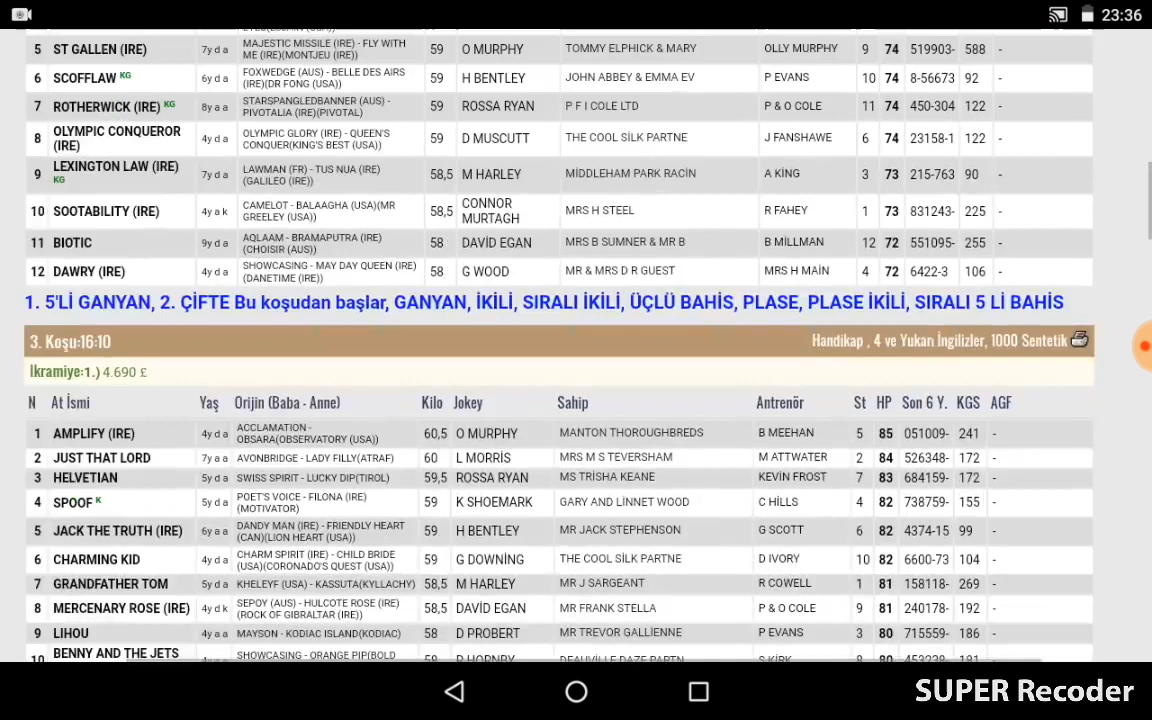 23:36
5 ST GALLEN (IRE) 7y d a MAJESTIC MISSILE (IRE) - FLY WITH ME (IRE)(MONTJEU (IRE)) 59 O MURPHY TOMMY ELPHICK & MARY OLLY MURPHY 9 74 519903- 588 -
6 SCOFFLAW KG 6y d a FOXWEDGE (AUS) - BELLE DES AIRS (IRE)(DR FONG (USA)) 59 H BENTLEY JOHN ABBEY & EMMA EV P EVANS 10 74 8-56673 92 -
7 ROTHERWICK (IRE) KG 8y a a STARSPANGLEDBANNER (AUS) - PIVOTALIA (IRE)(PIVOTAL) 59 ROSSA RYAN P F I COLE LTD P & O COLE 11 74 450-304 122 -
8 OLYMPIC CONQUEROR (IRE) 4y d a OLYMPIC GLORY (IRE) - QUEEN'S CONQUER(KING'S BEST (USA)) 59 D MUSCUTT THE COOL SİLK PARTNE J FANSHAWE 6 74 23158-1 122 -
9 LEXINGTON LAW (IRE) KG 7y d a LAWMAN (FR) - TUS NUA (IRE) (GALILEO (IRE)) 58,5 M HARLEY MİDDLEHAM PARK RACİN A KİNG 3 73 215-763 90 -
10 SOOTABILITY (IRE) 4y a k CAMELOT - BALAAGHA (USA)(MR GREELEY (USA)) 58,5 CONNOR MURTAGH MRS H STEEL R FAHEY 1 73 831243- 225 -
11 BIOTIC 9y d a AQLAAM - BRAMAPUTRA (IRE) (CHOISIR (AUS)) 58 DAVİD EGAN MRS B SUMNER & MR B B MİLLMAN 12 72 551095- 255 -
12 DAWRY (IRE) 4y d a SHOWCASING - MAY DAY QUEEN (IRE) (DANETIME (IRE)) 58 G WOOD MR & MRS D R GUEST MRS H MAİN 4 72 6422-3 106 -
1. 5'Lİ GANYAN, 2. ÇİFTE Bu koşudan başlar, GANYAN, İKİLİ, SIRALI İKİLİ, ÜÇLÜ BAHİS, PLASE, PLASE İKİLİ, SIRALI 5 Lİ BAHİS
3. Koşu:16:10 Handikap , 4 ve Yukarı İngilizler, 1000 Sentetik
İkramiye:1.) 4.690 £
N At İsmi Yaş Orijin (Baba - Anne) Kilo Jokey Sahip Antrenör St HP Son 6 Y. KGS AGF
1 AMPLIFY (IRE) 4y d a ACCLAMATION - OBSARA(OBSERVATORY (USA)) 60,5 O MURPHY MANTON THOROUGHBREDS B MEEHAN 5 85 051009- 241 -
2 JUST THAT LORD 7y a a AVONBRIDGE - LADY FILLY(ATRAF) 60 L MORRİS MRS M S TEVERSHAM M ATTWATER 2 84 526348- 172 -
3 HELVETIAN 5y d a SWISS SPIRIT - LUCKY DIP(TIROL) 59,5 ROSSA RYAN MS TRİSHA KEANE KEVİN FROST 7 83 684159- 172 -
4 SPOOF K 5y d a POET'S VOICE - FILONA (IRE) (MOTIVATOR) 59 K SHOEMARK GARY AND LİNNET WOOD C HİLLS 4 82 738759- 155 -
5 JACK THE TRUTH (IRE) 6y a a DANDY MAN (IRE) - FRIENDLY HEART (CAN)(LION HEART (USA)) 59 H BENTLEY MR JACK STEPHENSON G SCOTT 6 82 4374-15 99 -
6 CHARMING KID 4y d a CHARM SPIRIT (IRE) - CHILD BRIDE (USA)(CORONADO'S QUEST (USA)) 59 G DOWNİNG THE COOL SİLK PARTNE D IVORY 10 82 6600-73 104 -
7 GRANDFATHER TOM 5y d a KHELEYF (USA) - KASSUTA(KYLLACHY) 58,5 M HARLEY MR J SARGEANT R COWELL 1 81 158118- 269 -
8 MERCENARY ROSE (IRE) 4y d k SEPOY (AUS) - HULCOTE ROSE (IRE) (ROCK OF GIBRALTAR (IRE)) 58,5 DAVİD EGAN MR FRANK STELLA P & O COLE 9 81 240178- 192 -
9 LIHOU 4y a a MAYSON - KODIAC ISLAND(KODIAC) 58 D PROBERT MR TREVOR GALLİENNE P EVANS 3 80 715559- 186 -
10 BENNY AND THE JETS SHOWCASING - ORANGE PIP(BOLD R HORNBY DEAUVİLLE DAZE PARTN S KİRK 8 80 453238- 181 -
SUPER Recoder